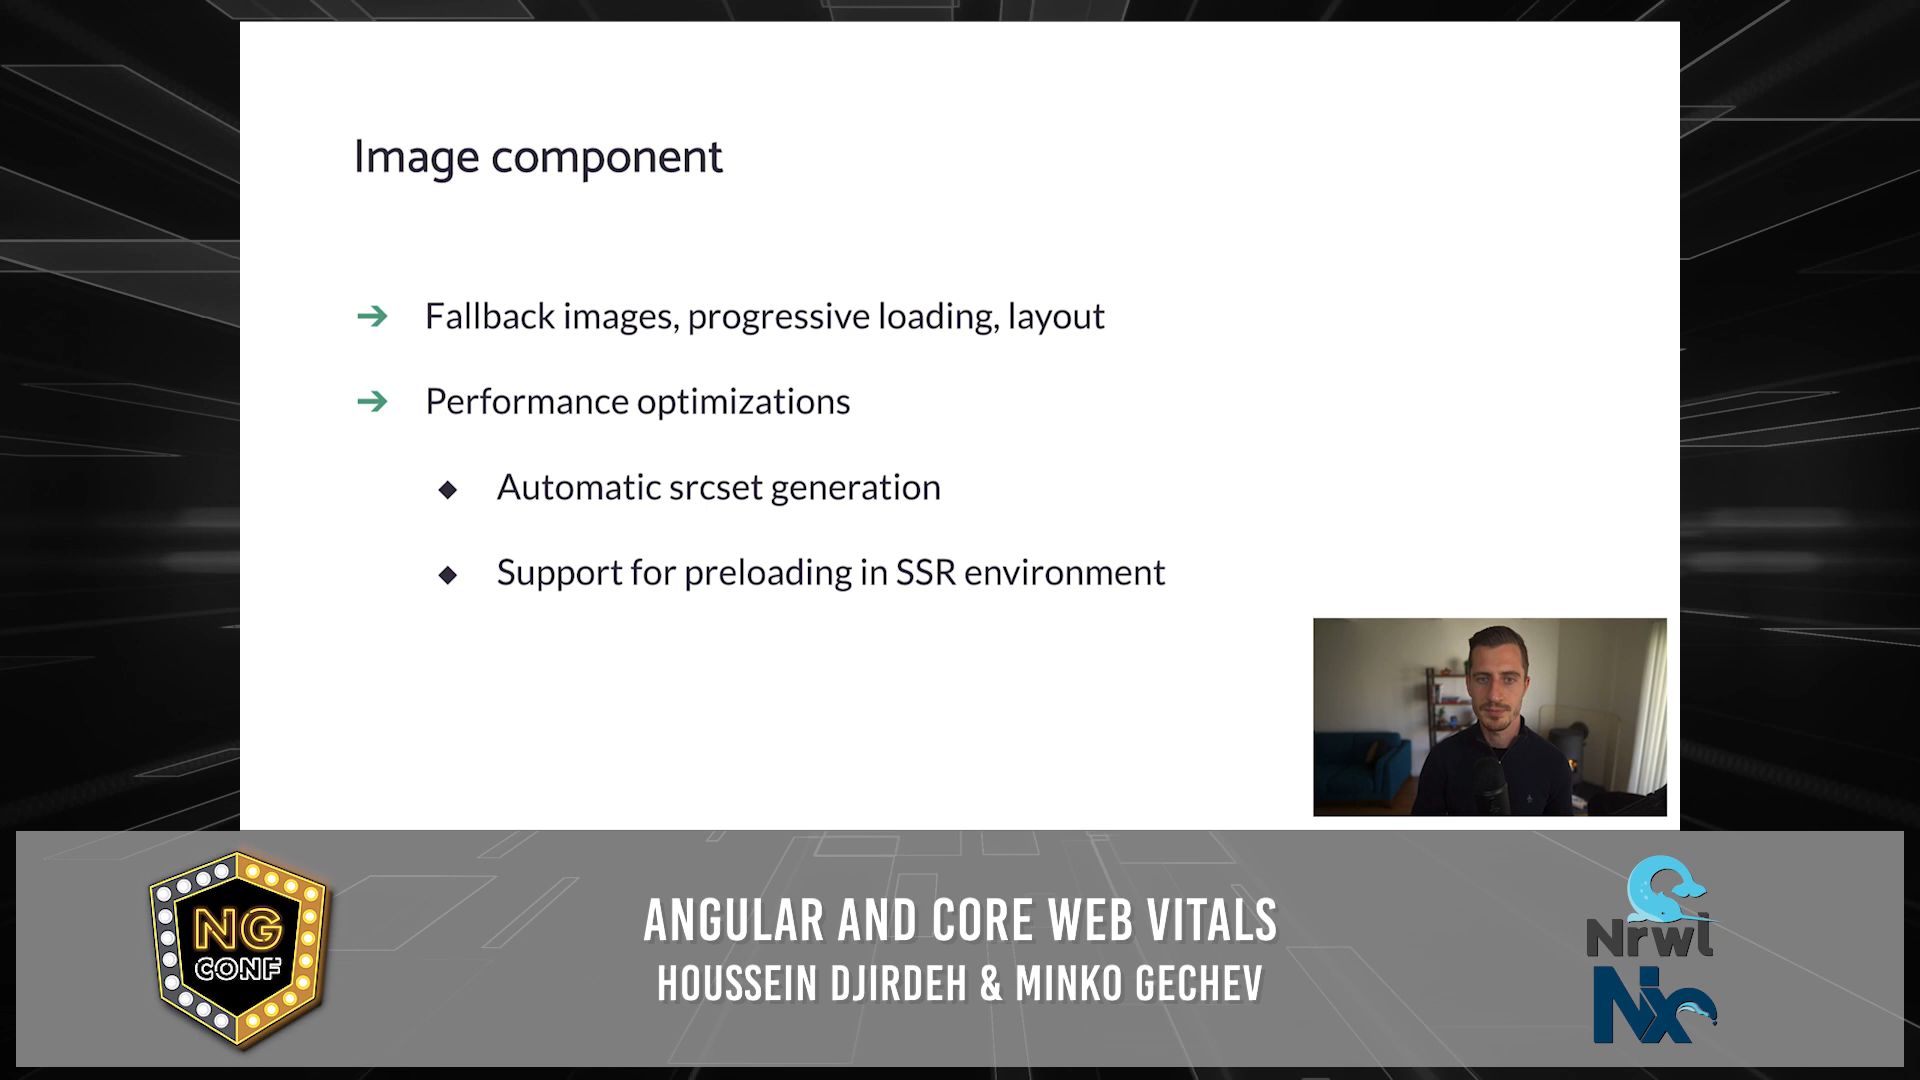 Image component
Fallback images, progressive loading, layout
Performance optimizations
Automatic srcset generation
Support for preloading in SSR environment
NG
CONF
ANGULAR AND CORE WEB VITALS
HOUSSEIN DJIRDEH & MINKO GECHEV
Nrwl
Nx